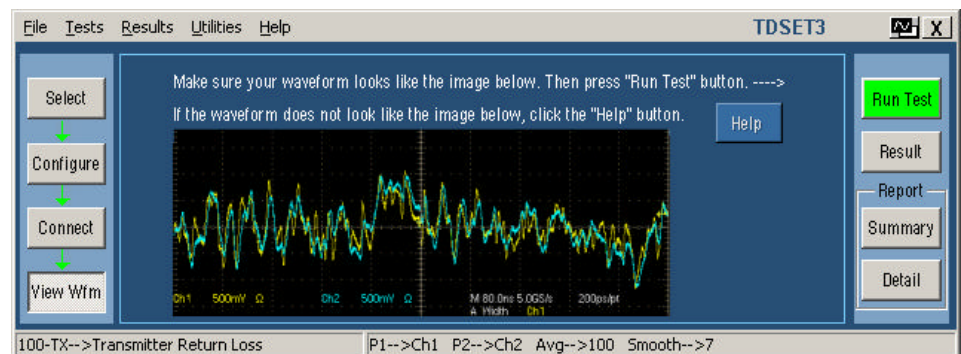 File Tests Results Utilities Help TDSET3 X
Make sure your waveform looks like the image below. Then press "Run Test" button. ---->
If the waveform does not look like the image below, click the "Help" button.
Help
Select
Configure
Connect
View Wfm
Ch1 500mV Ω Ch2 500mV Ω M 80.0ns 5.0GS/s 200ps/pt
A Width Ch1
Run Test
Result
Report
Summary
Detail
100-TX-->Transmitter Return Loss P1-->Ch1 P2-->Ch2 Avg-->100 Smooth-->7